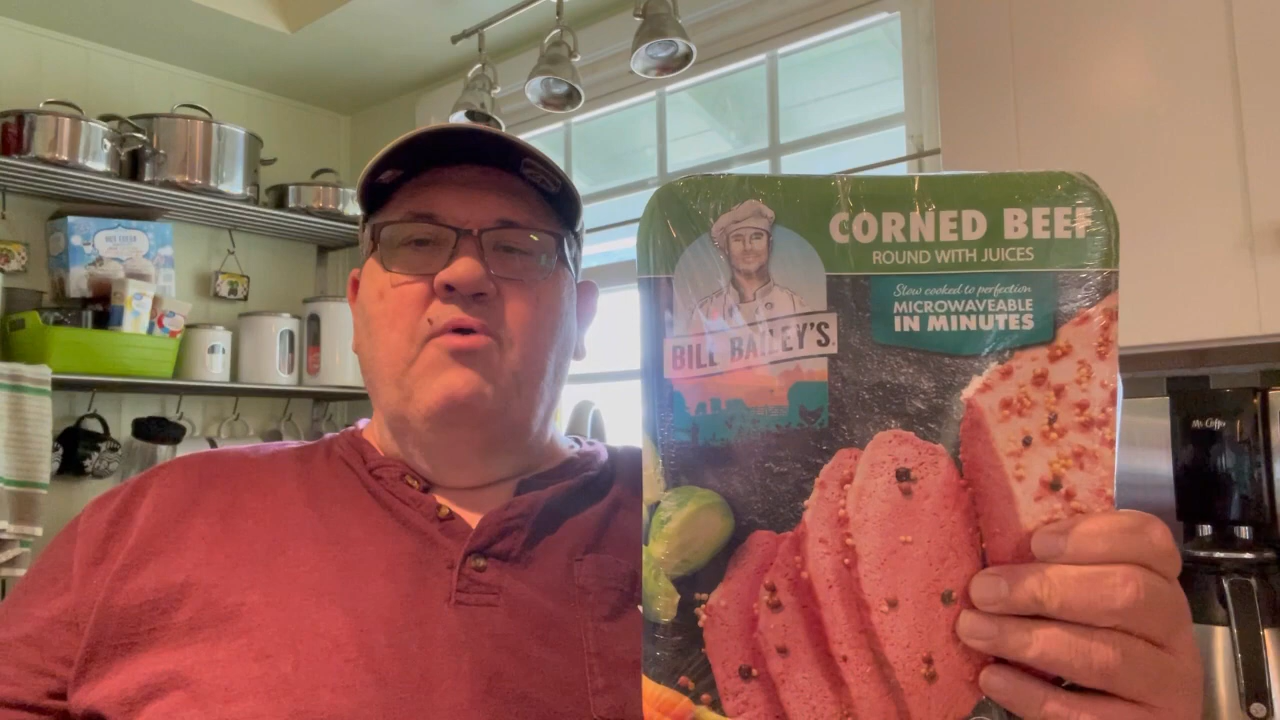 CORNED BEEF
ROUND WITH JUICES
Slow cooked to perfection
MICROWAVEABLE
IN MINUTES
BILL BAILEY'S
Mr. Coffee